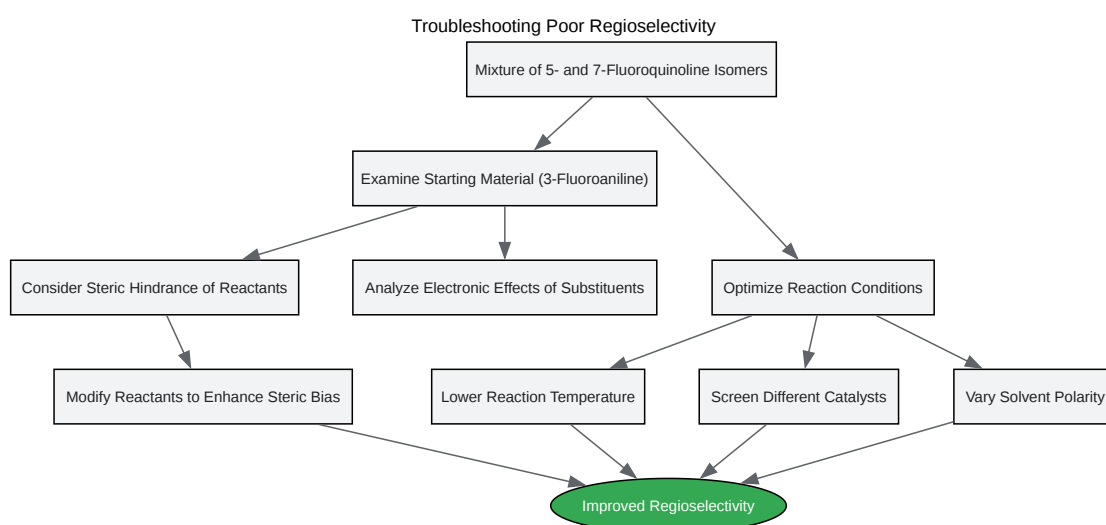 Troubleshooting Poor Regioselectivity
Mixture of 5- and 7-Fluoroquinoline Isomers
Examine Starting Material (3-Fluoroaniline)
Consider Steric Hindrance of Reactants
Analyze Electronic Effects of Substituents
Optimize Reaction Conditions
Modify Reactants to Enhance Steric Bias
Lower Reaction Temperature
Screen Different Catalysts
Vary Solvent Polarity
Improved Regioselectivity